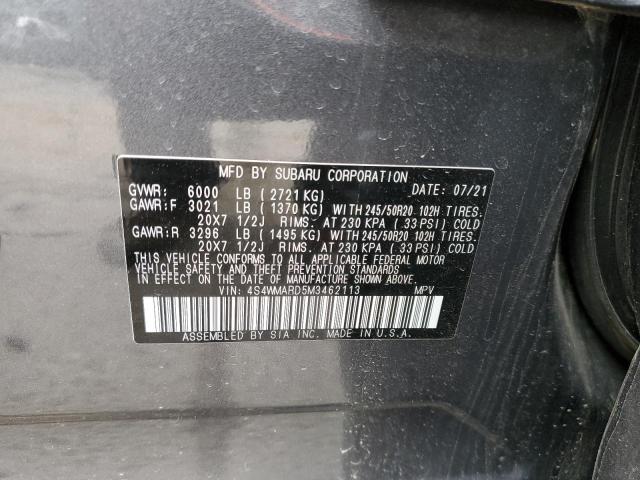 MFD BY SUBARU CORPORATION
GVWR: 6000 LB ( 2721 KG) DATE: 07/21
GAWR:F 3021 LB ( 1370 KG) WITH 245/50R20 102H TIRES.
20X7 1/2J RIMS. AT 230 KPA ( 33 PSI) COLD
GAWR:R 3296 LB ( 1495 KG) WITH 245/50R20 102H TIRES.
20X7 1/2J RIMS. AT 230 KPA ( 33 PSI) COLD
THIS VEHICLE CONFORMS TO ALL APPLICABLE FEDERAL MOTOR
VEHICLE SAFETY AND THEFT PREVENTION STANDARDS
IN EFFECT ON THE DATE OF MANUFACTURE SHOWN ABOVE.
VIN: 4S4WMARD5M3462113 MPV
ASSEMBLED BY SIA INC. MADE IN U.S.A.